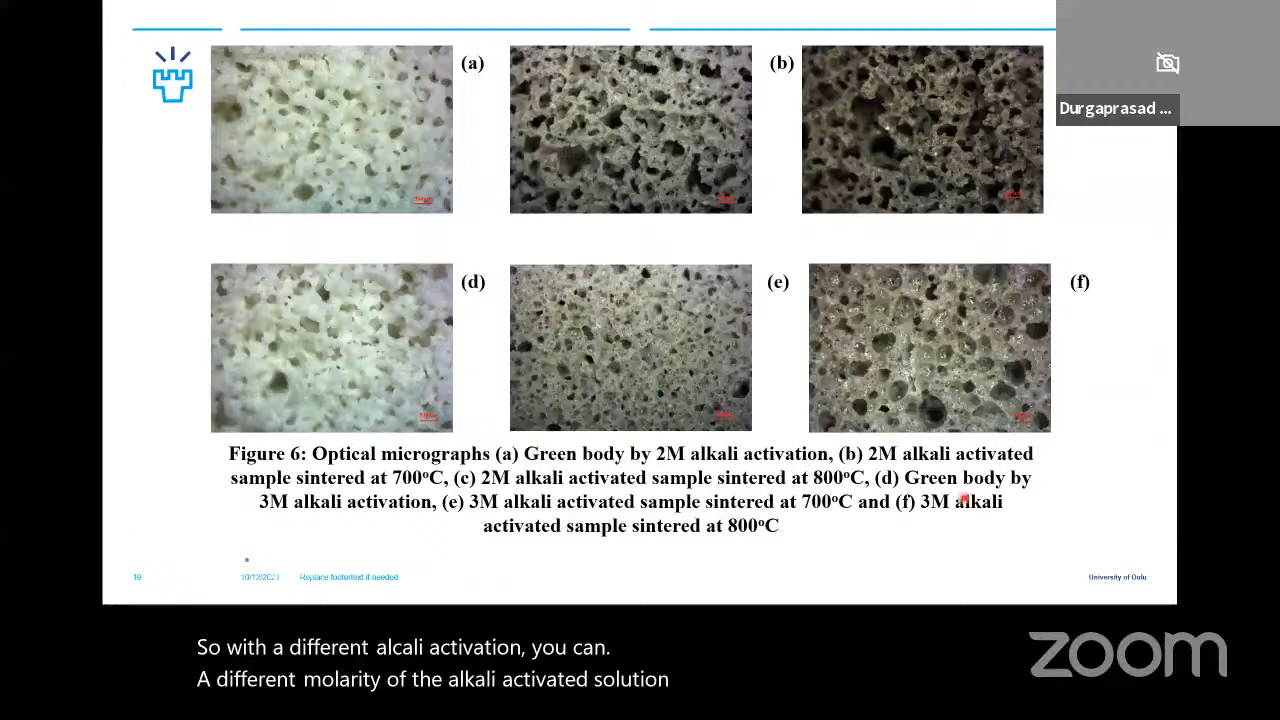 (a)
(b)
Durgaprasad ...
(d)
(e)
(f)
Figure 6: Optical micrographs (a) Green body by 2M alkali activation, (b) 2M alkali activated
sample sintered at 700°C, (c) 2M alkali activated sample sintered at 800°C, (d) Green body by
3M alkali activation, (e) 3M alkali activated sample sintered at 700°C and (f) 3M alkali
activated sample sintered at 800°C
19
10/12/2021
Replace footertext if needed
University of Oulu
So with a different alcali activation, you can.
A different molarity of the alkali activated solution
zoom